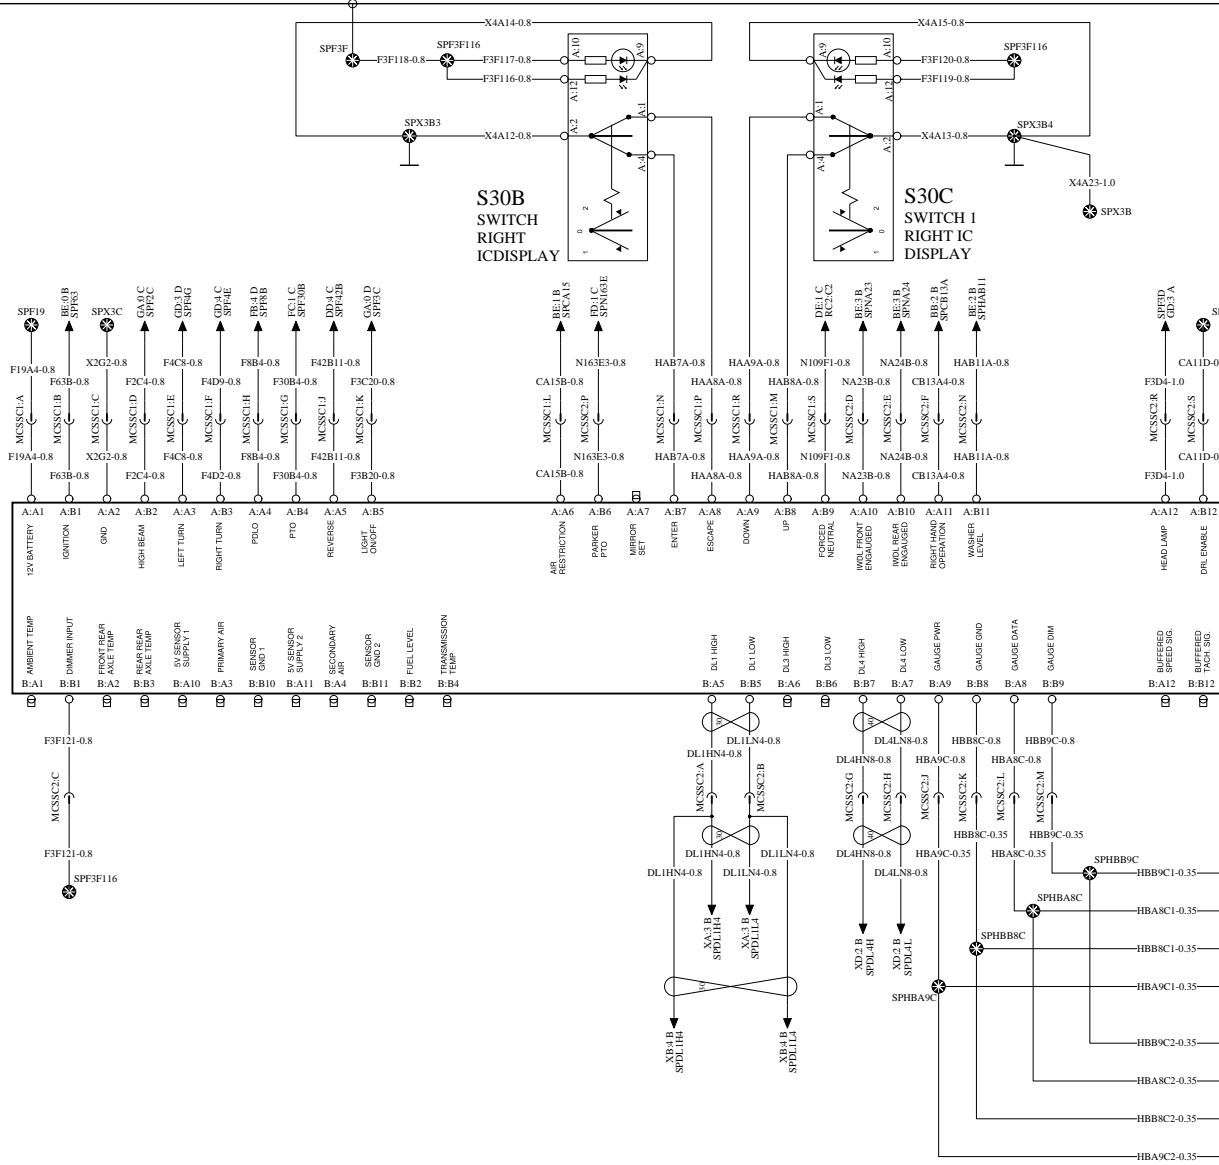 X4A14-0.8
X4A15-0.8
SPF3F
SPF3F116
A:10
A:9
A:9
A:10
SPF3F116
F3F118-0.8
F3F117-0.8
F3F120-0.8
F3F116-0.8
F3F119-0.8
A:12
A:12
SPX3B3
A:1
A:1
SPX3B4
X4A12-0.8
A:2
A:2
X4A13-0.8
A:4
A:4
X4A23-1.0
S30B
SWITCH
RIGHT
ICDISPLAY
2
0
1
2
0
1
S30C
SWITCH 1
RIGHT IC
DISPLAY
SPX3B
SPF19
BE:0 B
SPF63
SPX3C
GA:0 C
SPF2C
GD:3 D
SPF4G
GD:4 C
SPF4E
FB:4 D
SPF8B
FC:1 C
SPF30B
DD:4 C
SPF42B
GA:0 D
SPF3C
BE:1 B
SPCA15
FD:1 C
SPN163E
DE:1 C
RC2:C2
BE:3 B
SPNA23
BE:3 B
SPNA24
BB:2 B
SPCB13A
BE:2 B
SPHAB11
SPF3D
GD:3 A
F19A4-0.8
F63B-0.8
X2G2-0.8
F2C4-0.8
F4C8-0.8
F4D9-0.8
F8B4-0.8
F30B4-0.8
F42B11-0.8
F3C20-0.8
CA15B-0.8
N163E3-0.8
HAB7A-0.8
HAA8A-0.8
HAA9A-0.8
HAB8A-0.8
N109F1-0.8
NA23B-0.8
NA24B-0.8
CB13A4-0.8
HAB11A-0.8
F3D4-1.0
CA11D-0
MCSSC1:A
MCSSC1:B
MCSSC1:C
MCSSC1:D
MCSSC1:E
MCSSC1:F
MCSSC1:H
MCSSC1:G
MCSSC1:J
MCSSC1:K
MCSSC1:L
MCSSC2:P
MCSSC1:N
MCSSC1:P
MCSSC1:R
MCSSC1:M
MCSSC1:S
MCSSC2:D
MCSSC2:E
MCSSC2:F
MCSSC2:N
MCSSC2:R
MCSSC2:S
F19A4-0.8
F63B-0.8
X2G2-0.8
F2C4-0.8
F4C8-0.8
F4D2-0.8
F8B4-0.8
F30B4-0.8
F42B11-0.8
F3B20-0.8
CA15B-0.8
N163E3-0.8
HAB7A-0.8
HAA8A-0.8
HAA9A-0.8
HAB8A-0.8
N109F1-0.8
NA23B-0.8
NA24B-0.8
CB13A4-0.8
HAB11A-0.8
F3D4-1.0
CA11D-0
A:A1
A:B1
A:A2
A:B2
A:A3
A:B3
A:A4
A:B4
A:A5
A:B5
A:A6
A:B6
A:A7
A:B7
A:A8
A:A9
A:B8
A:B9
A:A10
A:B10
A:A11
A:B11
A:A12
A:B12
12V BATTERY
IGNITION
GND
HIGH BEAM
LEFT TURN
RIGHT TURN
PDLO
PTO
REVERSE
LIGHT
ON/OFF
AIR
RESTRICTION
PARKER
PTO
MIRROR
SET
ENTER
ESCAPE
DOWN
UP
FORCED
NEUTRAL
IWDL FRONT
ENGAUGED
IWDL REAR
ENGAUGED
RIGHT HAND
OPERATION
WASHER
LEVEL
HEAD LAMP
DRL ENABLE
AMBIENT TEMP
DIMMER INPUT
FRONT REAR
AXLE TEMP
REAR REAR
AXLE TEMP
5V SENSOR
SUPPLY 1
PRIMARY AIR
SENSOR
GND 1
5V SENSOR
SUPPLY 2
SECONDARY
AIR
SENSOR
GND 2
FUEL LEVEL
TRANSMISSION
TEMP
DL1 HIGH
DL1 LOW
DL3 HIGH
DL3 LOW
DL4 HIGH
DL4 LOW
GAUGE PWR
GAUGE GND
GAUGE DATA
GAUGE DIM
BUFFERED
SPEED SIG.
BUFFERED
TACH. SIG.
B:A1
B:B1
B:A2
B:B3
B:A10
B:A3
B:B10
B:A11
B:A4
B:B11
B:B2
B:B4
B:A5
B:B5
B:A6
B:B6
B:B7
B:A7
B:A9
B:B8
B:A8
B:B9
B:A12
B:B12
30
40
F3F121-0.8
DL1LN4-0.8
DL4LN8-0.8
HBB8C-0.8
HBB9C-0.8
DL1HN4-0.8
DL4HN8-0.8
HBA9C-0.8
HBA8C-0.8
MCSSC2:C
MCSSC2:A
MCSSC2:B
MCSSC2:G
MCSSC2:H
MCSSC2:J
MCSSC2:K
MCSSC2:L
MCSSC2:M
30
40
HBB8C-0.35
HBB9C-0.35
F3F121-0.8
DL1HN4-0.8
DL1LN4-0.8
DL4HN8-0.8
HBA9C-0.35
HBA8C-0.35
SPHBB9C
DL1HN4-0.8
DL1LN4-0.8
DL4LN8-0.8
HBB9C1-0.35
SPF3F116
SPHBA8C
HBA8C1-0.35
XA:3 B
SPDL1H4
XA:3 B
SPDL1L4
XD:2 B
SPDL4H
XD:2 B
SPDL4L
SPHBB8C
HBB8C1-0.35
30
SPHBA9C
HBA9C1-0.35
XB:4 B
SPDL1H4
XB:4 B
SPDL1L4
HBB9C2-0.35
HBA8C2-0.35
HBB8C2-0.35
HBA9C2-0.35